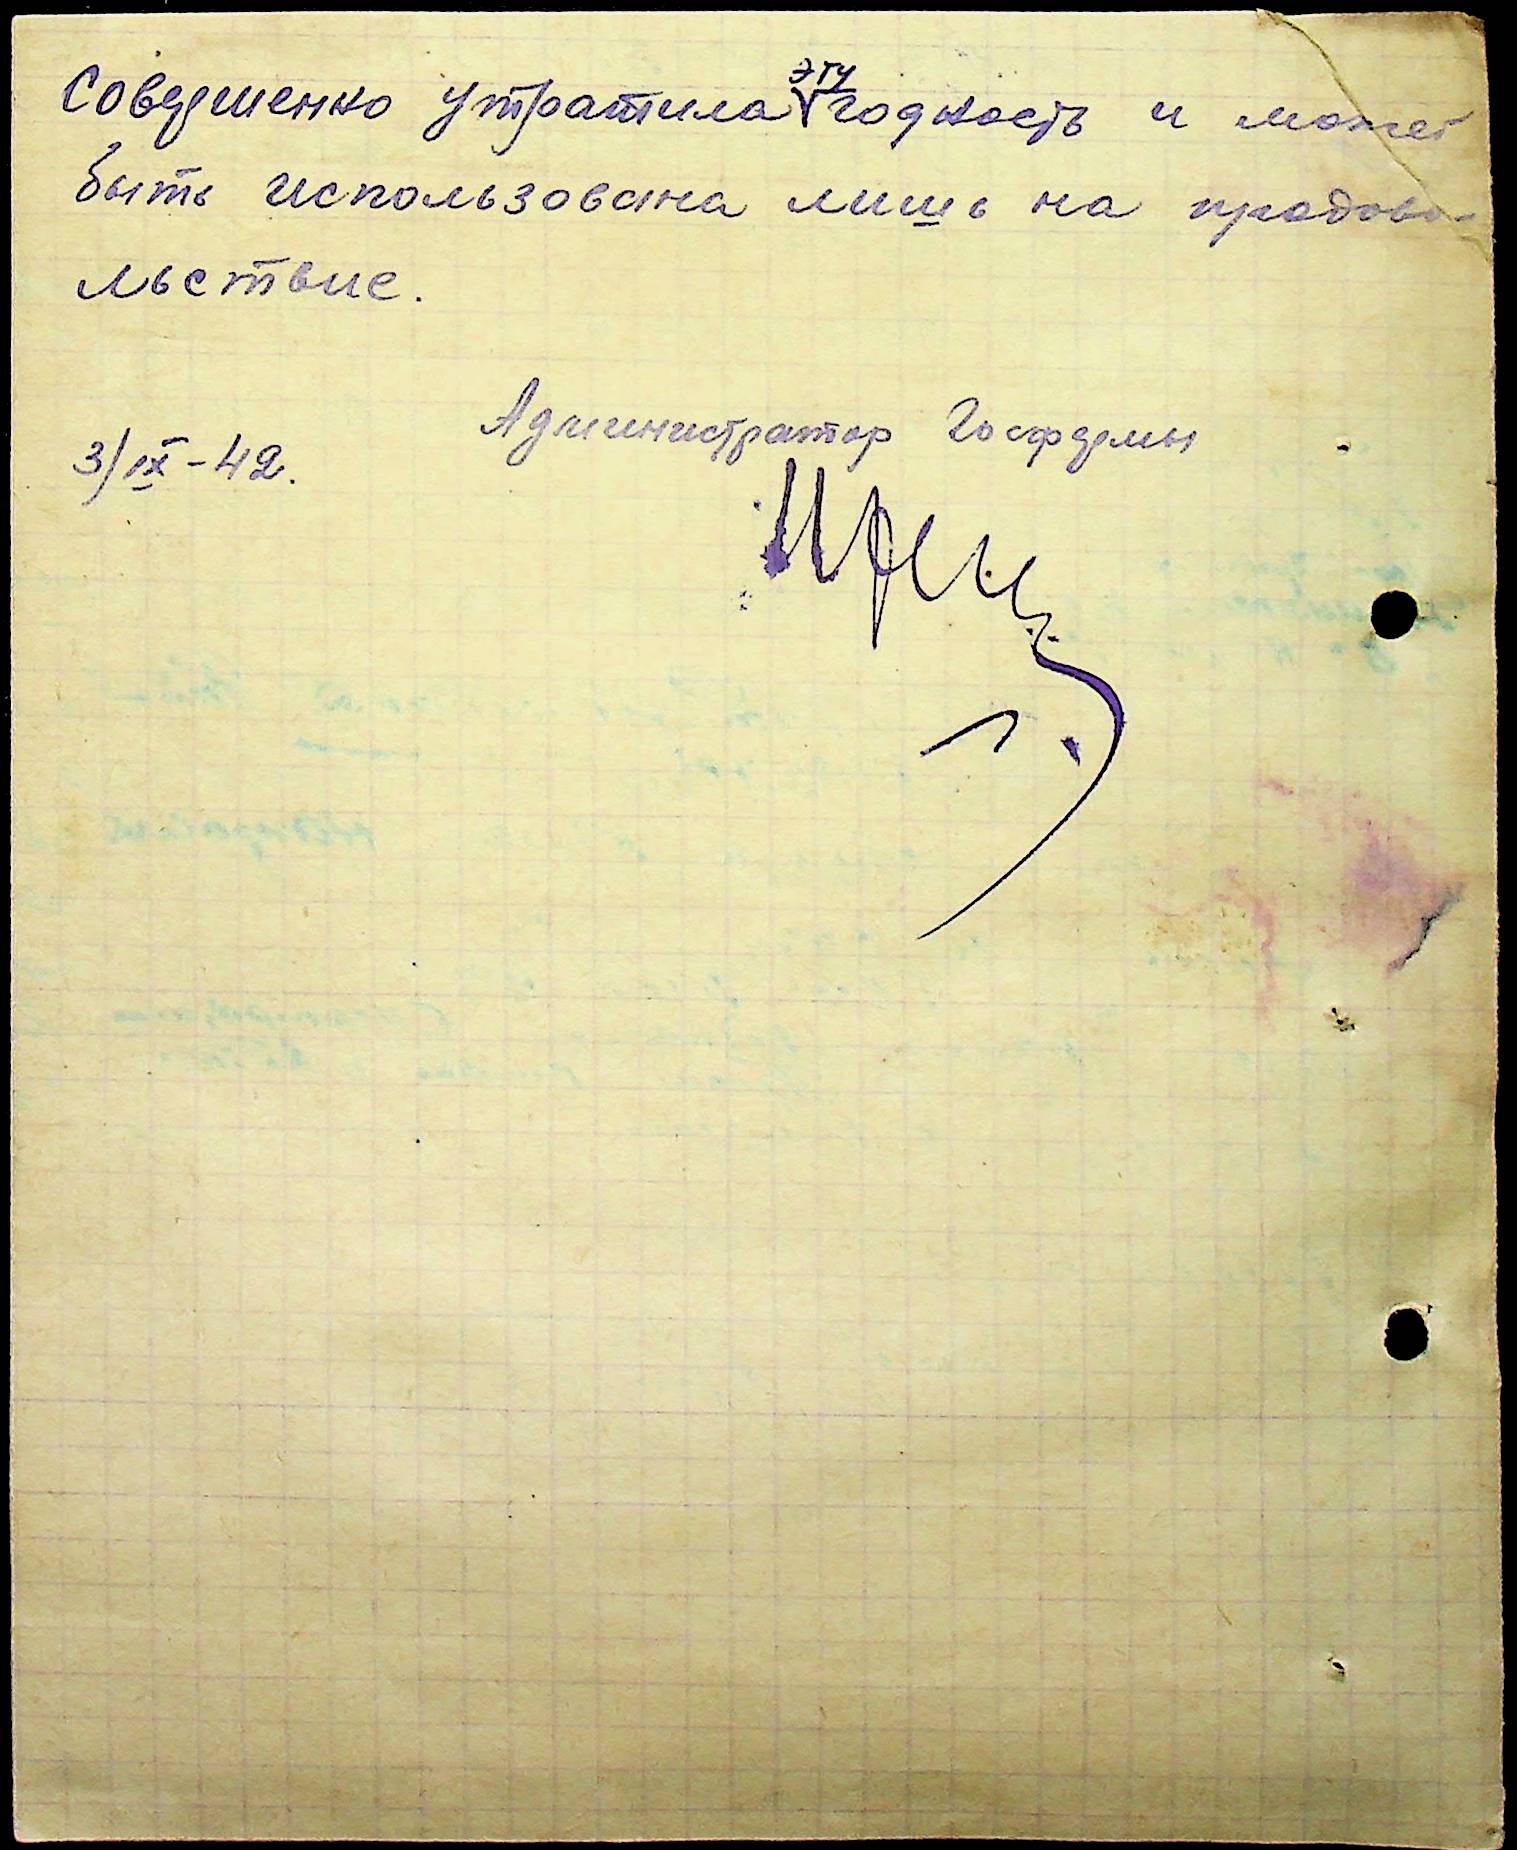 совершенно утратила эту годность и может
быть использована лишь на продово-
льствие.
Администратор Госфермы
3/IX-42.